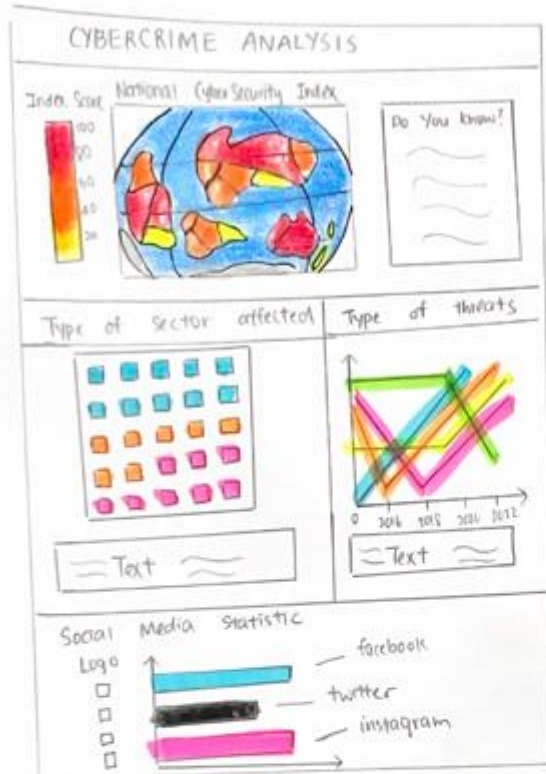 CYBERCRIME ANALYSIS
Index Score
National CyberSecurity Index
100
80
60
40
20
Do You Know?
Type of sector affected
Type of threats
0
2016
2018
2020
2022
Text
Text
Social Media Statistic
Logo
facebook
twitter
instagram